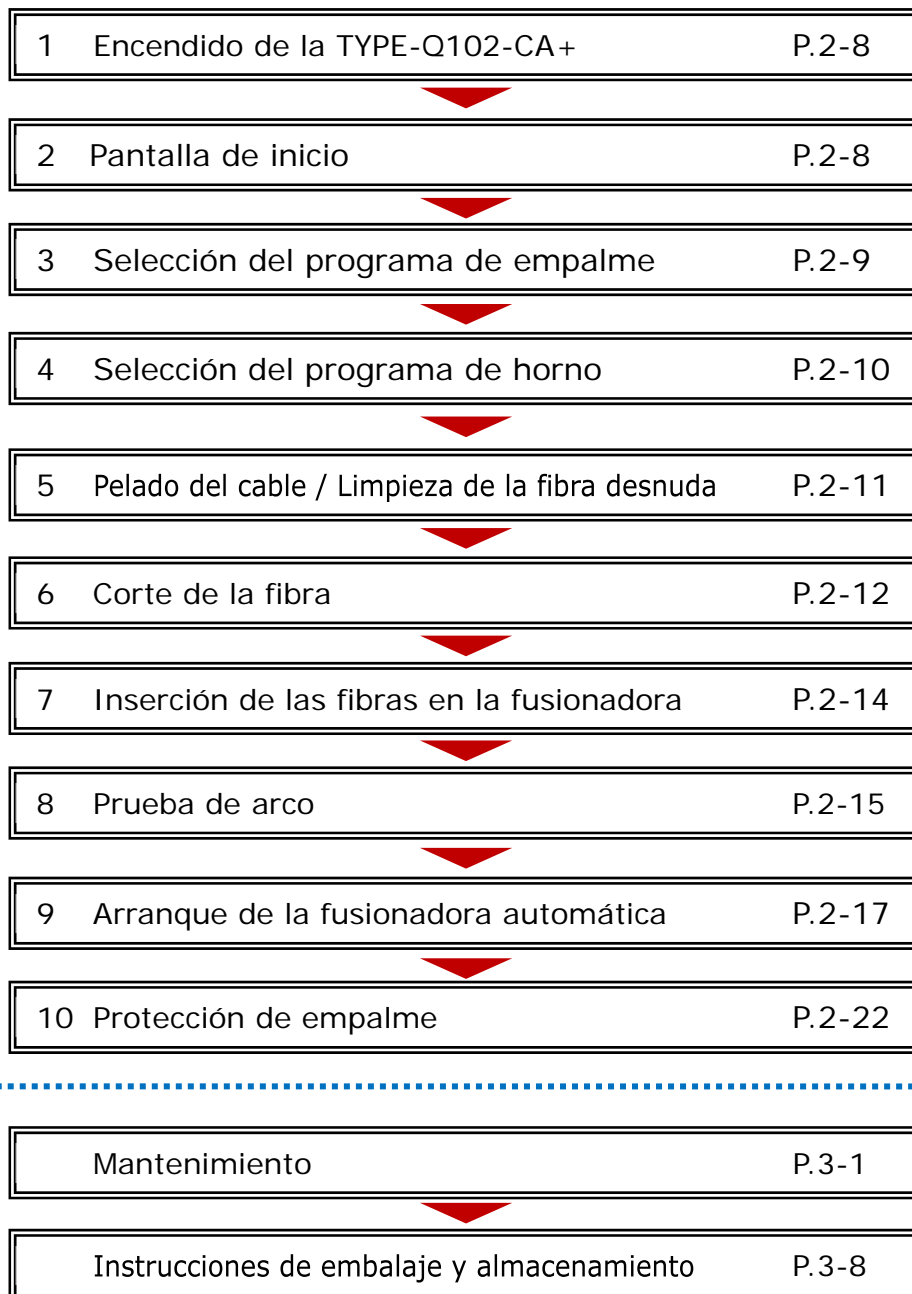 1 Encendido de la TYPE-Q102-CA+ P.2-8
2 Pantalla de inicio P.2-8
3 Selección del programa de empalme P.2-9
4 Selección del programa de horno P.2-10
5 Pelado del cable / Limpieza de la fibra desnuda P.2-11
6 Corte de la fibra P.2-12
7 Inserción de las fibras en la fusionadora P.2-14
8 Prueba de arco P.2-15
9 Arranque de la fusionadora automática P.2-17
10 Protección de empalme P.2-22
Mantenimiento P.3-1
Instrucciones de embalaje y almacenamiento P.3-8